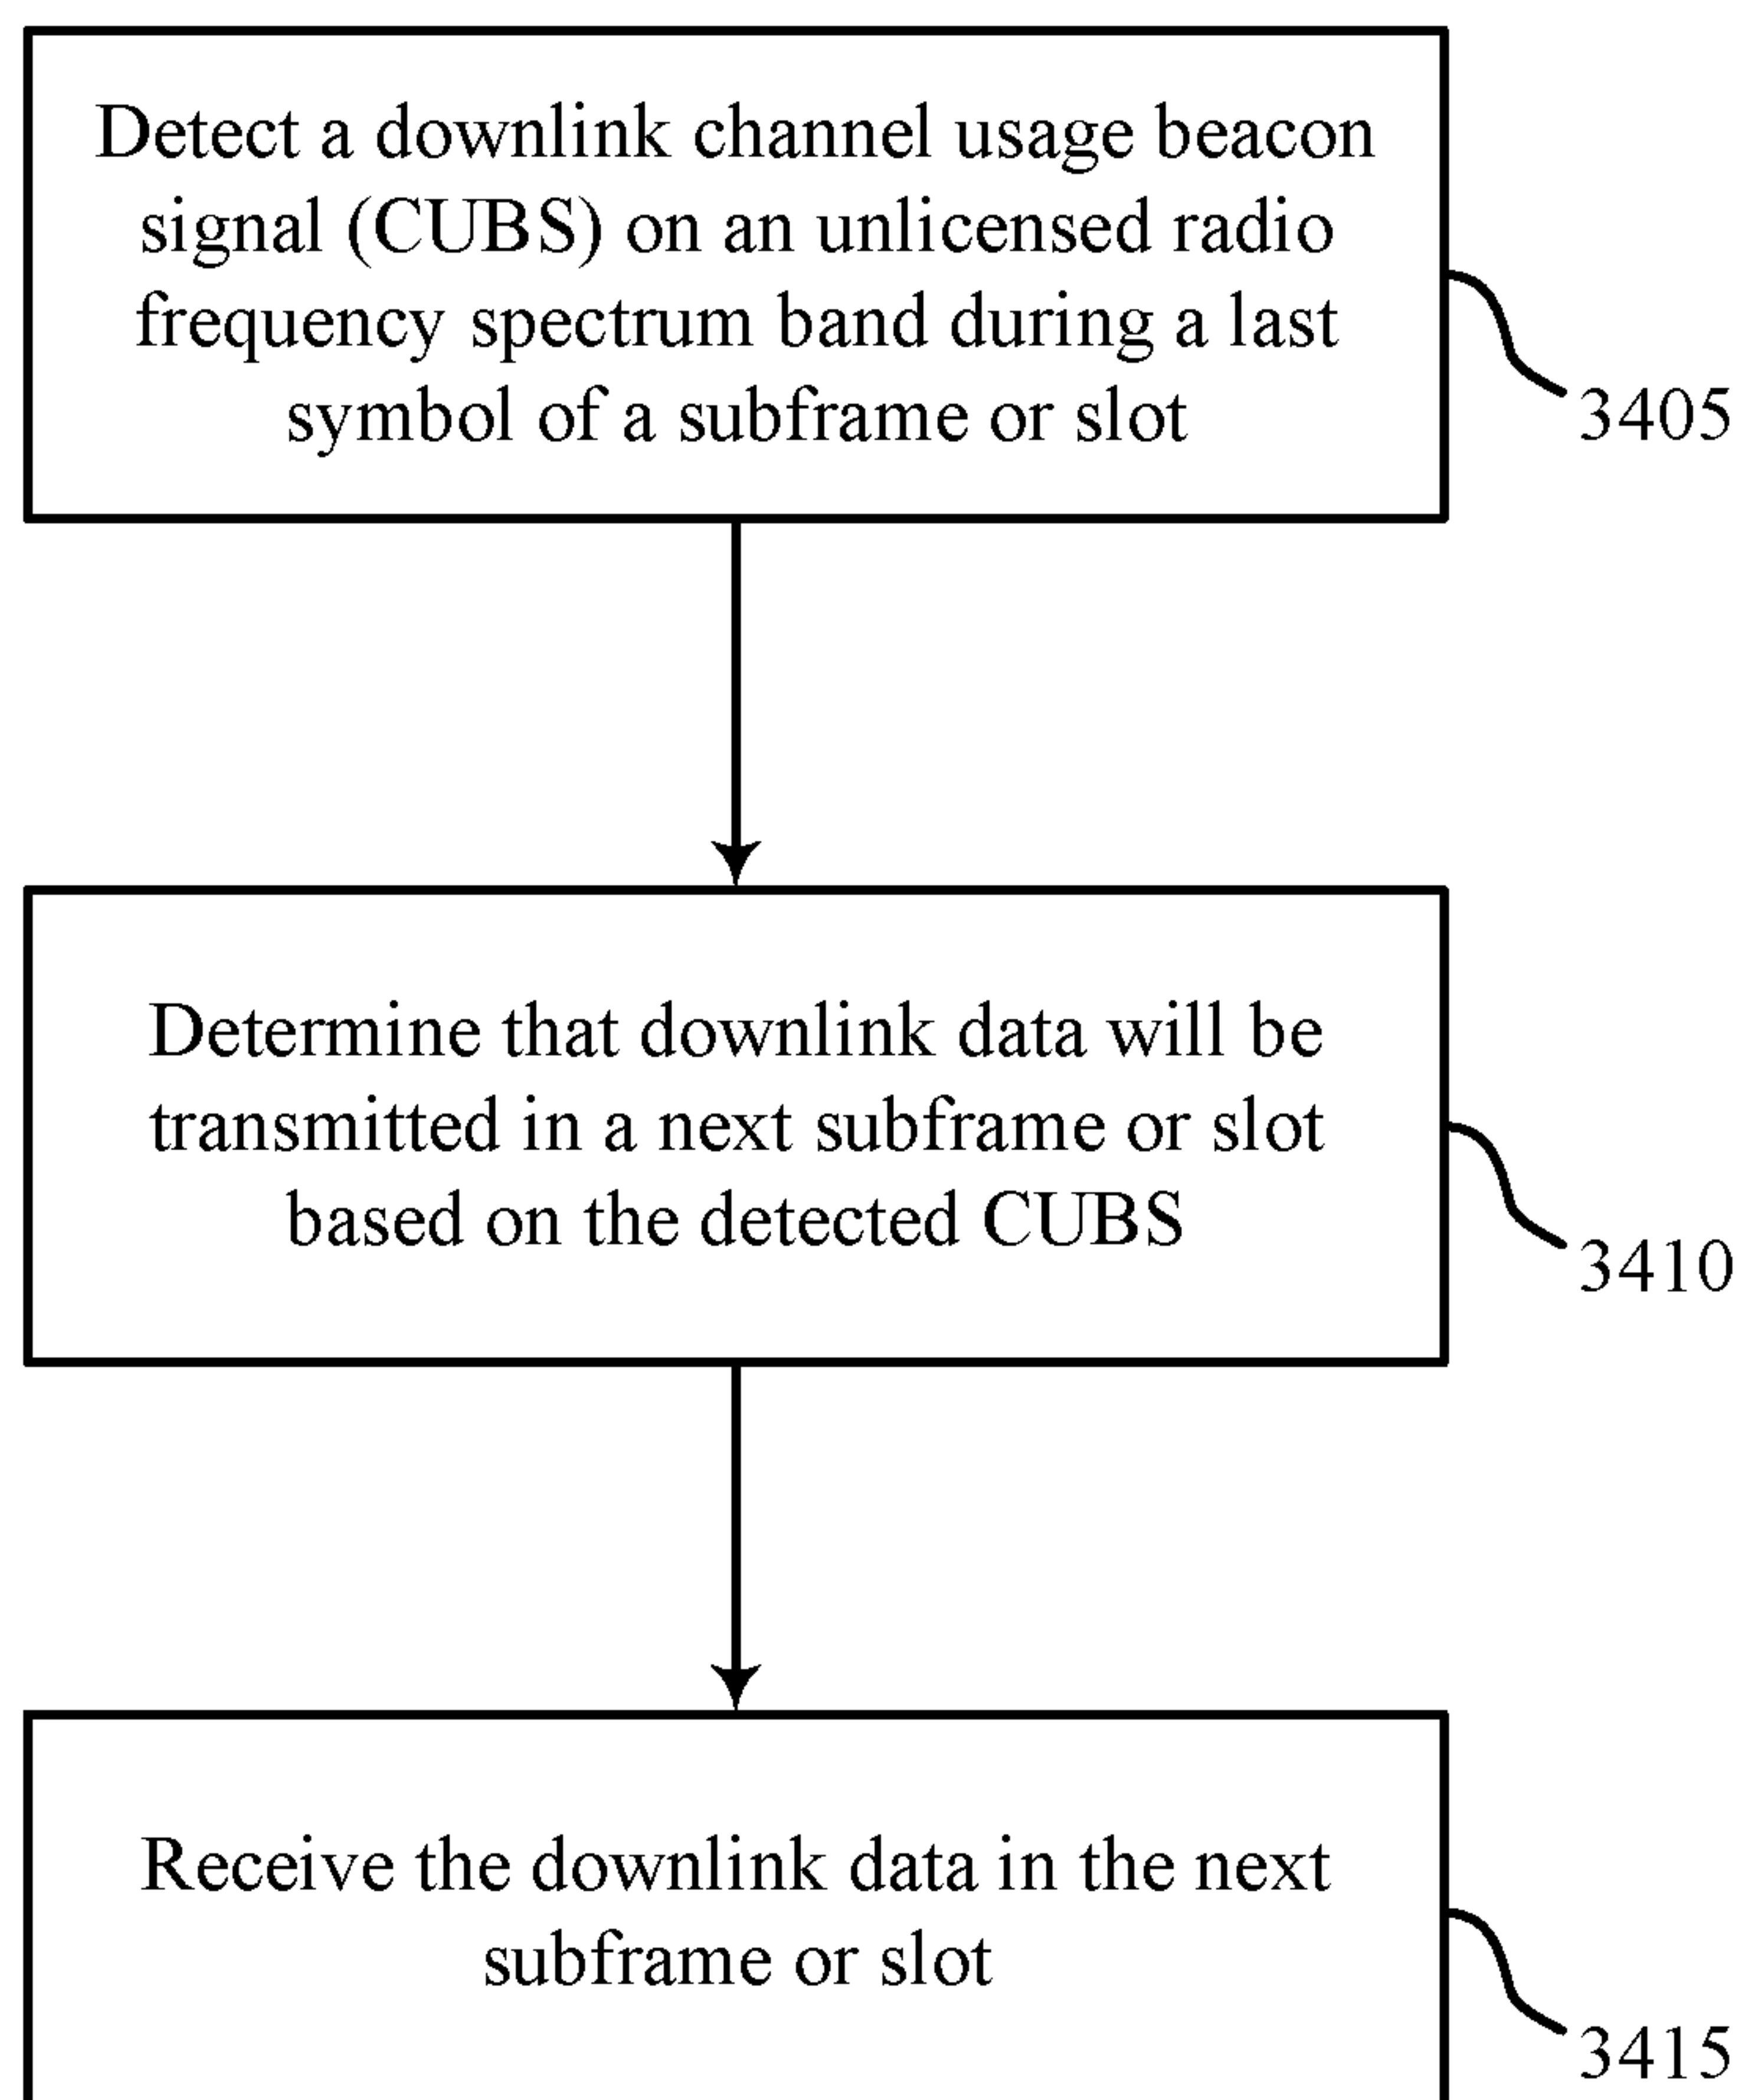 Detect a downlink channel usage beacon
signal (CUBS) on an unlicensed radio
frequency spectrum band during a last
symbol of a subframe or slot
3405
Determine that downlink data will be
transmitted in a next subframe or slot
based on the detected CUBS
3410
Receive the downlink data in the next
subframe or slot
3415